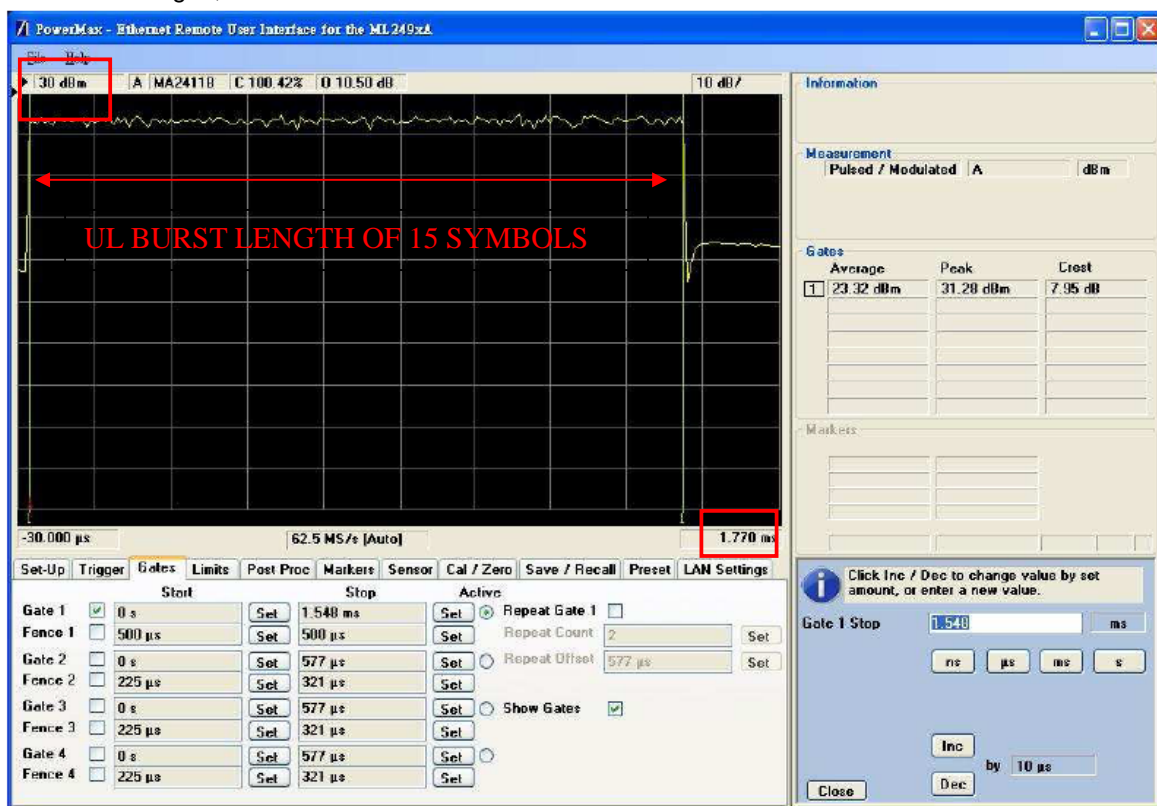 PowerMax - Ethernet Remote User Interface for the ML249xA
File Help
30 dBm A MA2411B C 100.42% O 10.50 dB 10 dB/
UL BURST LENGTH OF 15 SYMBOLS
-30.000 µs 62.5 MS/s [Auto] 1.770 ms
Set-Up Trigger Gates Limits Post Proc Markers Sensor Cal / Zero Save / Recall Preset LAN Settings
Start Stop Active
Gate 1 0 s Set 1.548 ms Set Repeat Gate 1
Fence 1 500 µs Set 500 µs Set Repeat Count 2 Set
Gate 2 0 s Set 577 µs Set Repeat Offset 577 µs Set
Fence 2 225 µs Set 321 µs Set
Gate 3 0 s Set 577 µs Set Show Gates
Fence 3 225 µs Set 321 µs Set
Gate 4 0 s Set 577 µs Set
Fence 4 225 µs Set 321 µs Set
Information
Measurement
Pulsed / Modulated A dBm
Gates
Average Peak Crest
1 23.32 dBm 31.28 dBm 7.95 dB
Markers
Click Inc / Dec to change value by set
amount, or enter a new value.
Gate 1 Stop 1.548 ms
ns µs ms s
Inc
by 10 µs
Dec
Close